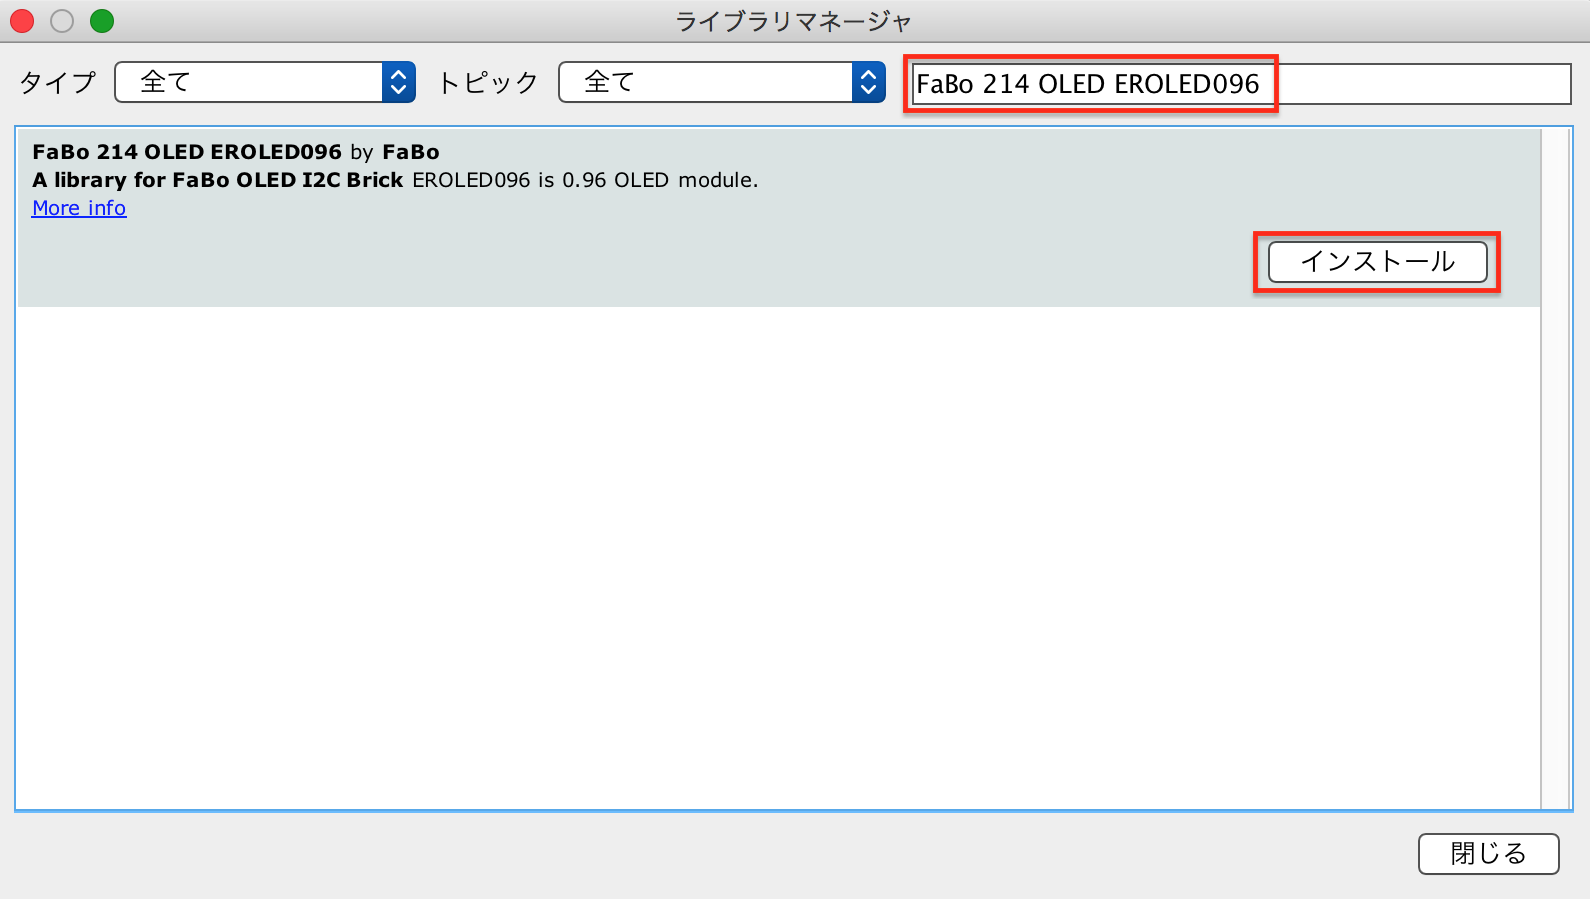 ライブラリマネージャ
タイプ 全て トピック 全て FaBo 214 OLED EROLED096
FaBo 214 OLED EROLED096 by FaBo
A library for FaBo OLED I2C Brick EROLED096 is 0.96 OLED module.
More info
インストール
閉じる